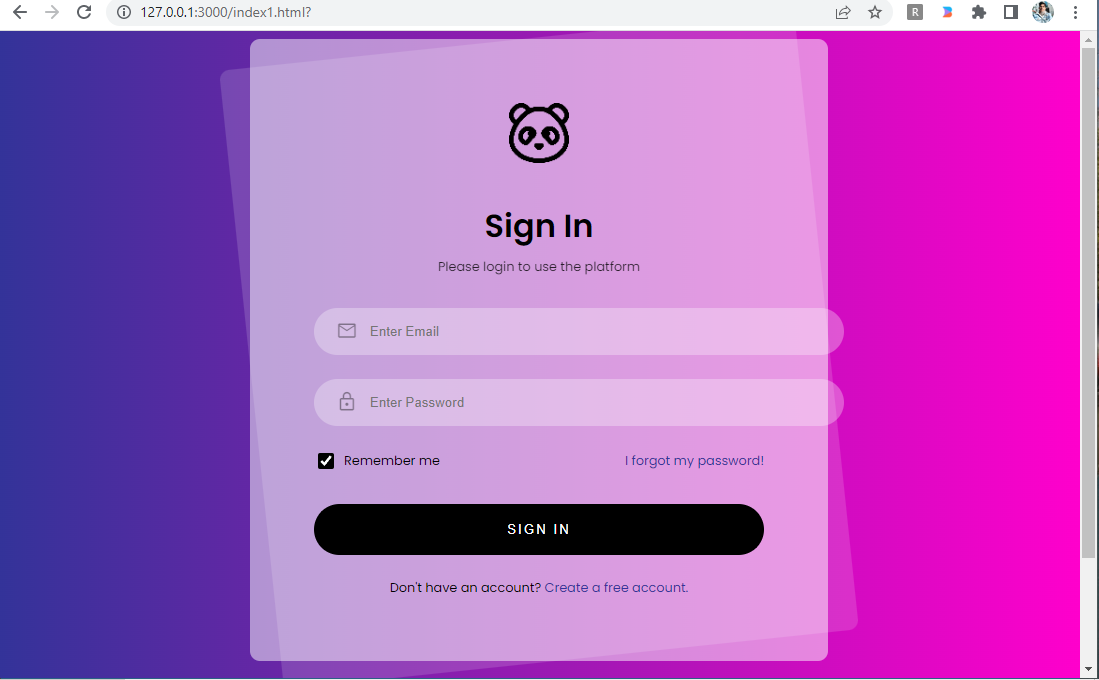 127.0.0.1:3000/index1.html?
R
Sign In
Please login to use the platform
Enter Email
Enter Password
Remember me
I forgot my password!
SIGN IN
Don't have an account? Create a free account.